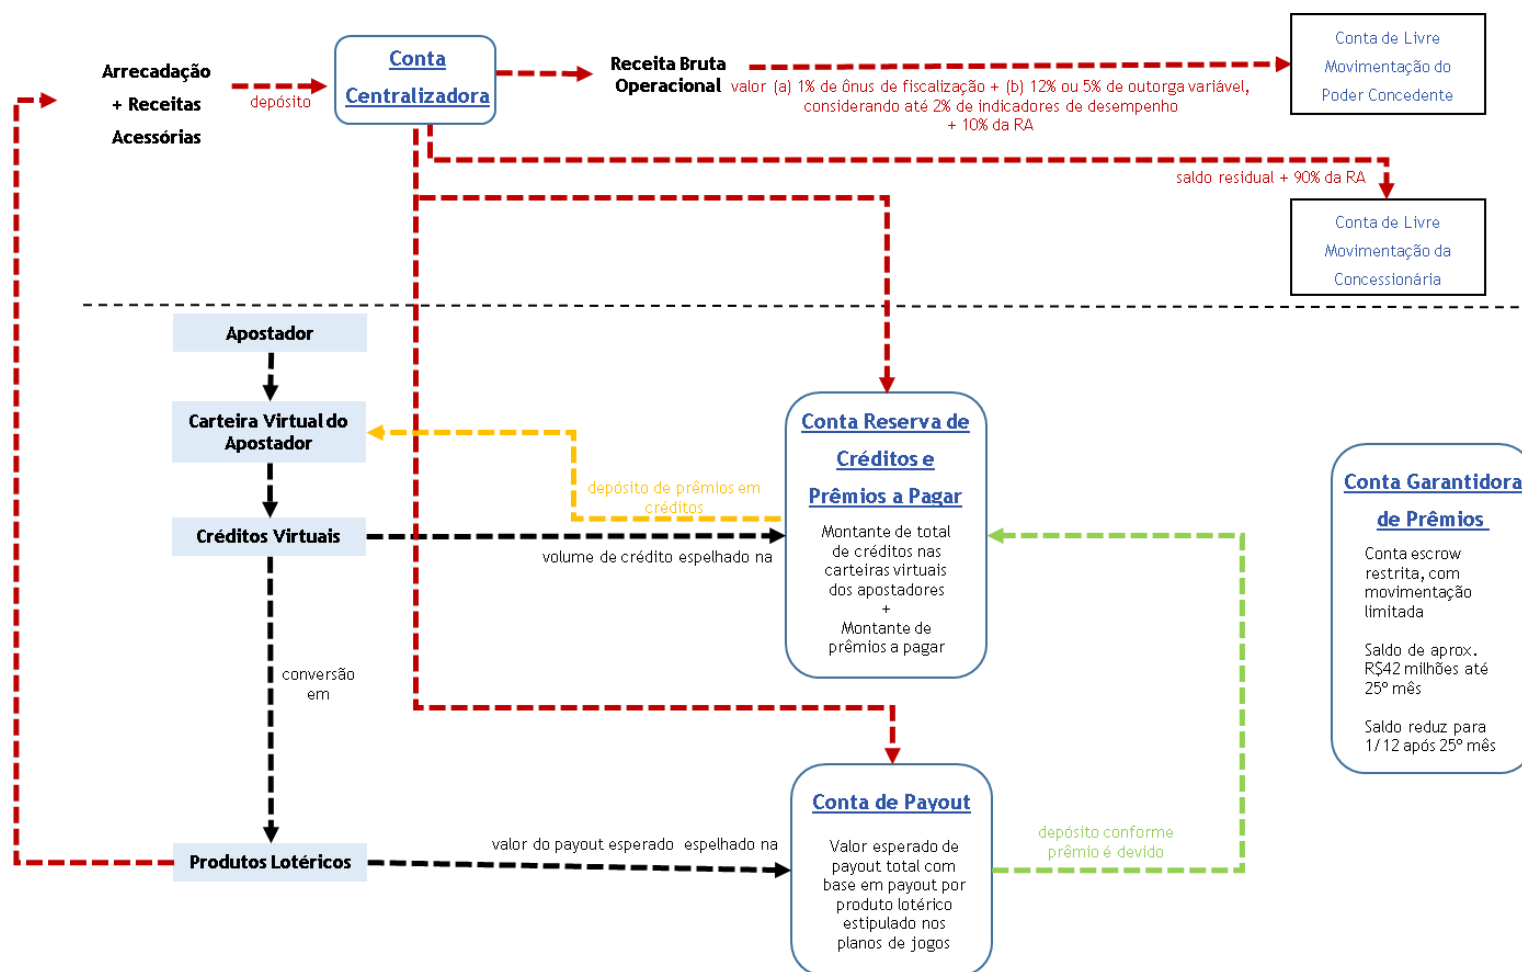 Arrecadação
+ Receitas
Acessórias
depósito
Conta
Centralizadora
Receita Bruta
Operacional
valor (a) 1% de ônus de fiscalização + (b) 12% ou 5% de outorga variável,
considerando até 2% de indicadores de desempenho
+ 10% da RA
Conta de Livre
Movimentação do
Poder Concedente
saldo residual + 90% da RA
Conta de Livre
Movimentação da
Concessionária
Apostador
Carteira Virtual do
Apostador
Créditos Virtuais
depósito de prêmios em
créditos
volume de crédito espelhado na
Conta Reserva de
Créditos e
Prêmios a Pagar
Montante de total
de créditos nas
carteiras virtuais
dos apostadores
+
Montante de
prêmios a pagar
Conta Garantidora
de Prêmios
Conta escrow
restrita, com
movimentação
limitada
Saldo de aprox.
R$42 milhões até
25º mês
Saldo reduz para
1/12 após 25º mês
conversão
em
Produtos Lotéricos
valor do payout esperado espelhado na
Conta de Payout
Valor esperado de
payout total com
base em payout por
produto lotérico
estipulado nos
planos de jogos
depósito conforme
prêmio é devido